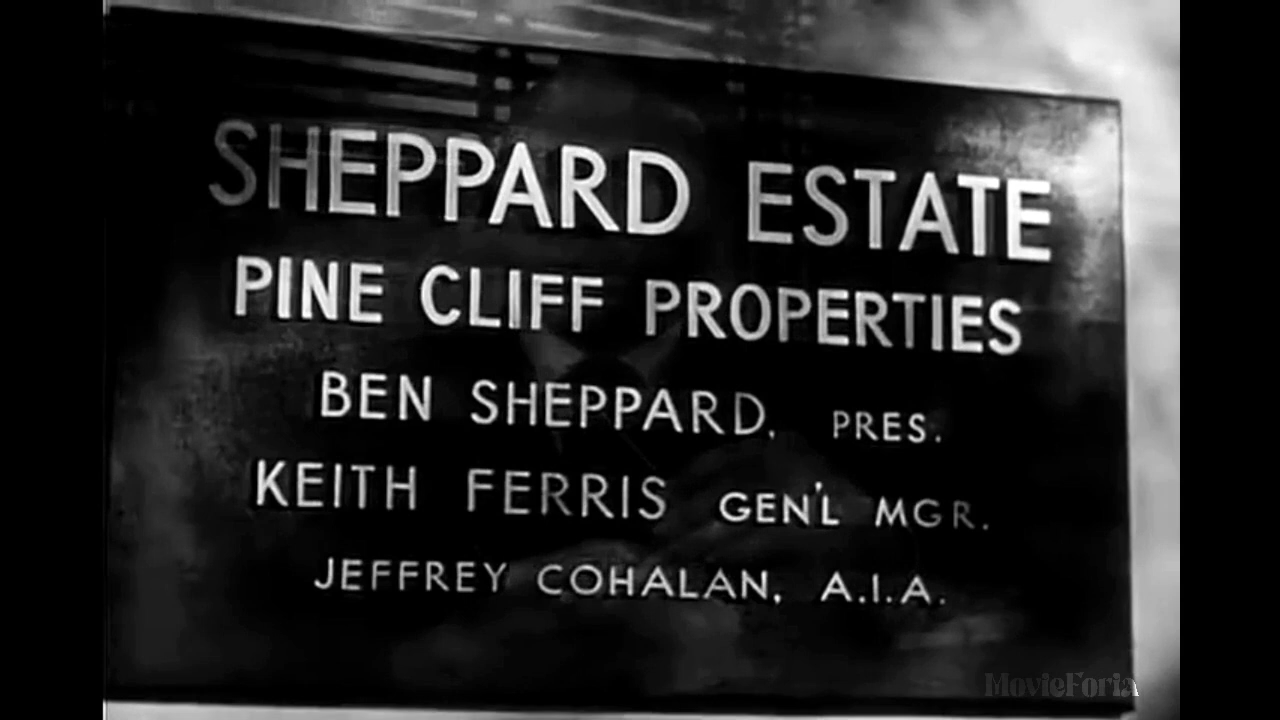 SHEPPARD ESTATE
PINE CLIFF PROPERTIES
BEN SHEPPARD, PRES.
KEITH FERRIS GEN'L MGR.
JEFFREY COHALAN, A.I.A.
MovieForia